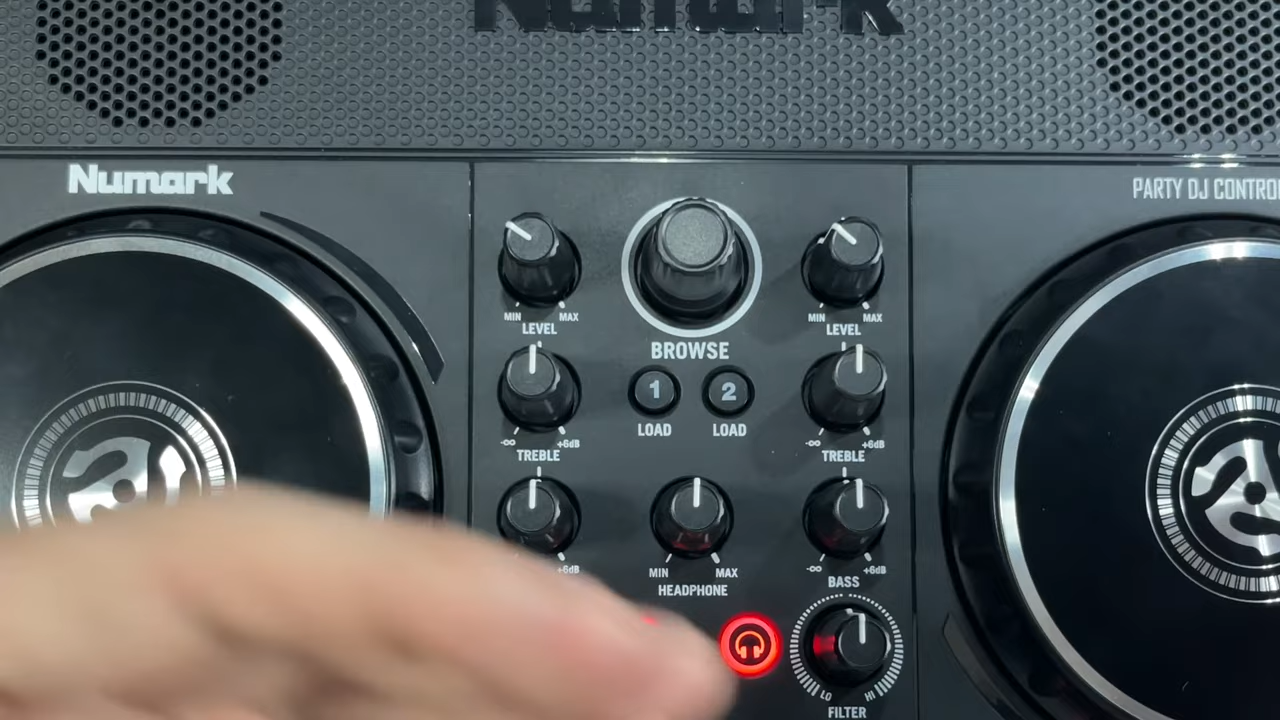 Numark
Numark
PARTY DJ CONTRO
MIN MAX
LEVEL
MIN MAX
LEVEL
BROWSE
1 2
LOAD LOAD
-∞ +6dB
TREBLE
-∞ +6dB
TREBLE
+6dB
MIN MAX
HEADPHONE
-∞ +6dB
BASS
LO HI
FILTER